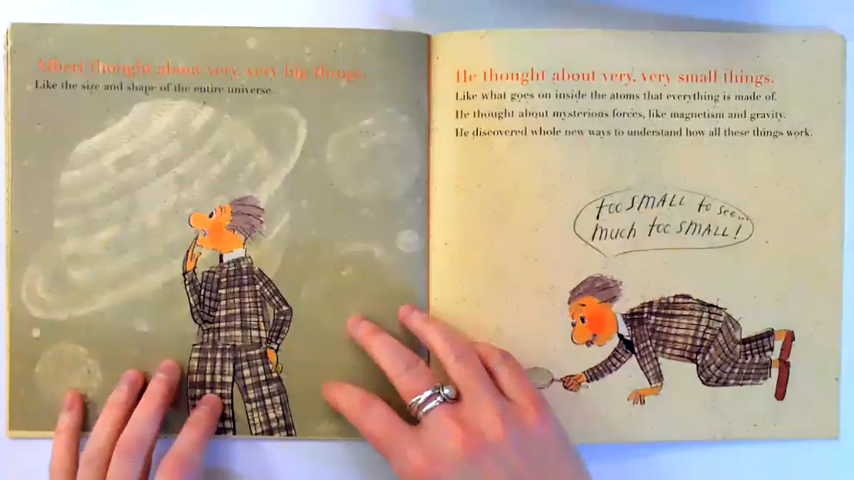 Albert thought about very, very big things.
Like the size and shape of the entire universe.
He thought about very, very small things.
Like what goes on inside the atoms that everything is made of.
He thought about mysterious forces, like magnetism and gravity.
He discovered whole new ways to understand how all these things work.
too SMALL to see...
much too SMALL!